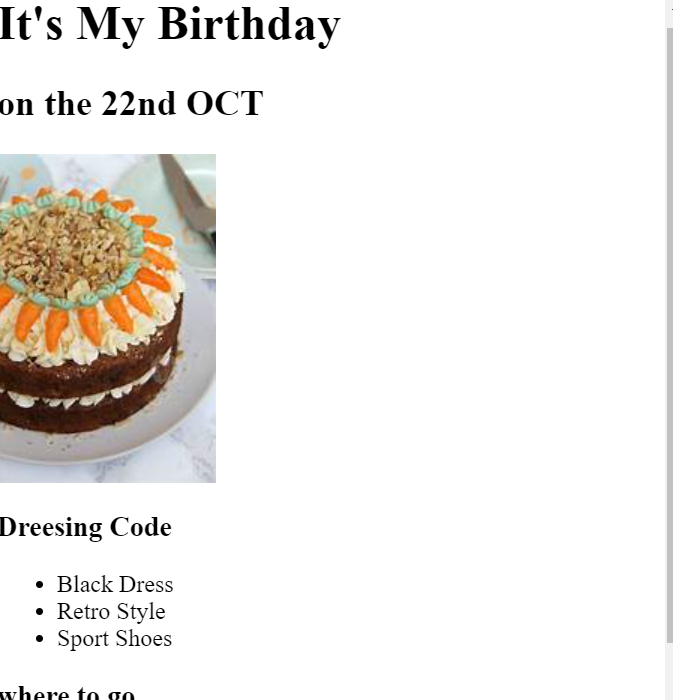 It's My Birthday
on the 22nd OCT
Dreesing Code
Black Dress
Retro Style
Sport Shoes
where to go